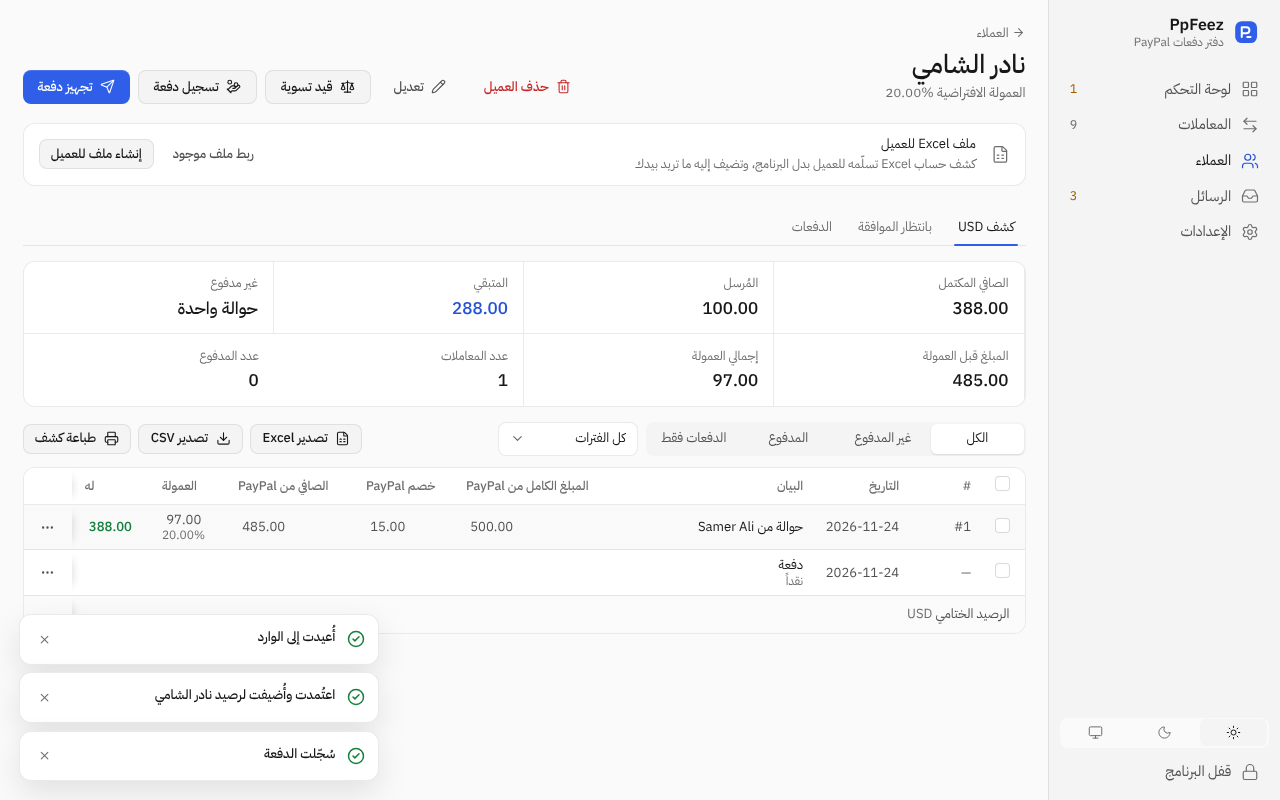 PpFeez
دفتر دفعات PayPal
لوحة التحكم 1
المعاملات 9
العملاء
الرسائل 3
الإعدادات
قفل البرنامج
العملاء
نادر الشامي
العمولة الافتراضية 20.00%
حذف العميل
تعديل
قيد تسوية
تسجيل دفعة
تجهيز دفعة
ملف Excel للعميل
كشف حساب Excel تسلّمه للعميل بدل البرنامج، وتضيف إليه ما تريد بيدك
ربط ملف موجود
إنشاء ملف للعميل
كشف USD
بانتظار الموافقة
الدفعات
الصافي المكتمل
388.00
المُرسل
100.00
المتبقي
288.00
غير مدفوع
حوالة واحدة
المبلغ قبل العمولة
485.00
إجمالي العمولة
97.00
عدد المعاملات
1
عدد المدفوع
0
الكل
غير المدفوع
المدفوع
الدفعات فقط
كل الفترات
تصدير Excel
تصدير CSV
طباعة كشف
# التاريخ البيان المبلغ الكامل من PayPal خصم PayPal الصافي من PayPal العمولة له
#1 2026-11-24 حوالة من Samer Ali 500.00 15.00 485.00 97.00 388.00
20.00%
— 2026-11-24 دفعة
نقداً
الرصيد الختامي USD
أُعيدت إلى الوارد
اعتُمدت وأُضيفت لرصيد نادر الشامي
سُجّلت الدفعة